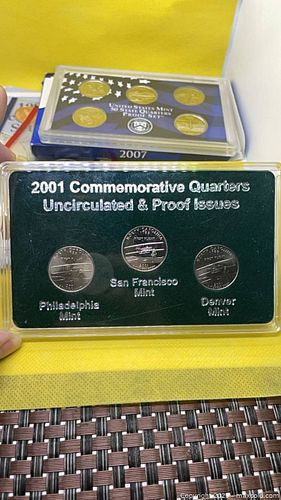 UNITED STATES MINT
50 STATE QUARTERS
PROOF SET
2007
2001 Commemorative Quarters
Uncirculated & Proof Issues
Philadelphia
Mint
San Francisco
Mint
Denver
Mint